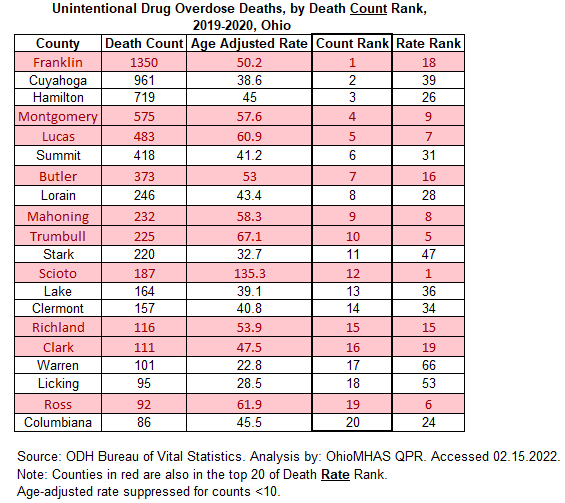 Unintentional Drug Overdose Deaths, by Death Count Rank,
2019-2020, Ohio
County Death Count Age Adjusted Rate Count Rank Rate Rank
Franklin 1350 50.2 1 18
Cuyahoga 961 38.6 2 39
Hamilton 719 45 3 26
Montgomery 575 57.6 4 9
Lucas 483 60.9 5 7
Summit 418 41.2 6 31
Butler 373 53 7 16
Lorain 246 43.4 8 28
Mahoning 232 58.3 9 8
Trumbull 225 67.1 10 5
Stark 220 32.7 11 47
Scioto 187 135.3 12 1
Lake 164 39.1 13 36
Clermont 157 40.8 14 34
Richland 116 53.9 15 15
Clark 111 47.5 16 19
Warren 101 22.8 17 66
Licking 95 28.5 18 53
Ross 92 61.9 19 6
Columbiana 86 45.5 20 24
Source: ODH Bureau of Vital Statistics. Analysis by: OhioMHAS QPR. Accessed 02.15.2022.
Note: Counties in red are also in the top 20 of Death Rate Rank.
Age-adjusted rate suppressed for counts <10.